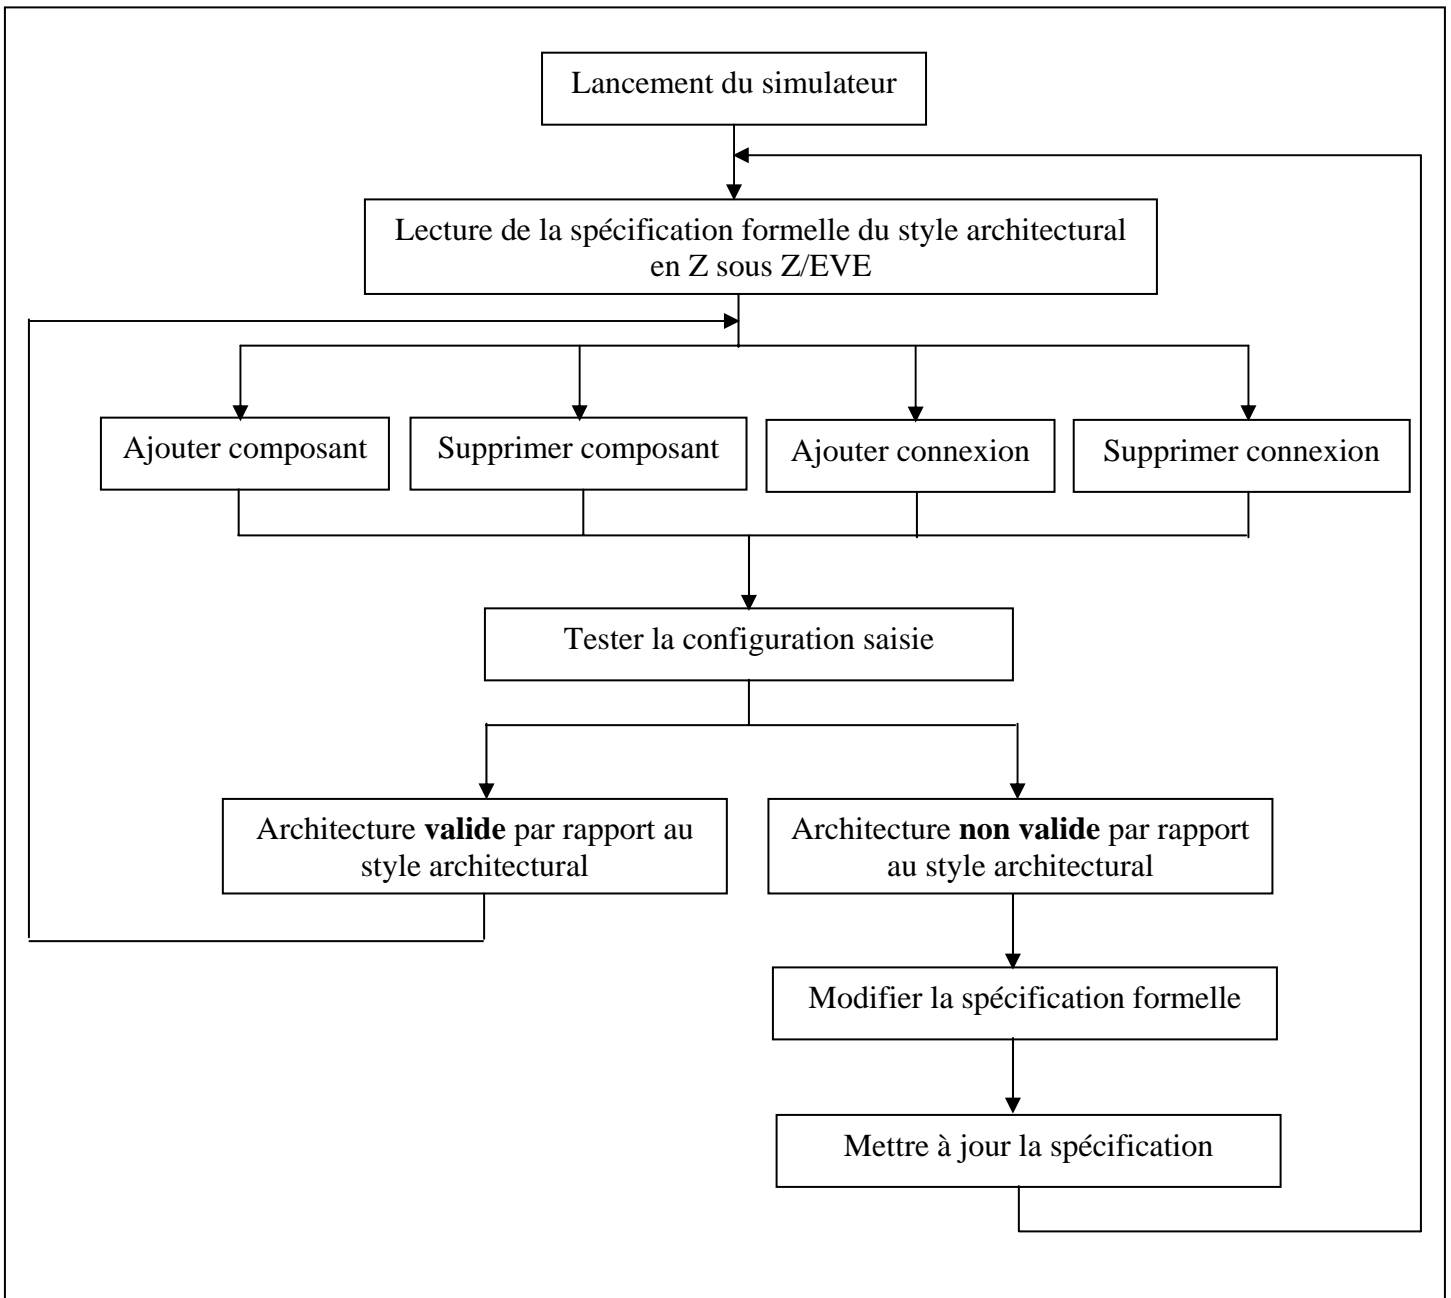 Lancement du simulateur
Lecture de la spécification formelle du style architectural
en Z sous Z/EVE
Ajouter composant
Supprimer composant
Ajouter connexion
Supprimer connexion
Tester la configuration saisie
Architecture valide par rapport au
style architectural
Architecture non valide par rapport
au style architectural
Modifier la spécification formelle
Mettre à jour la spécification